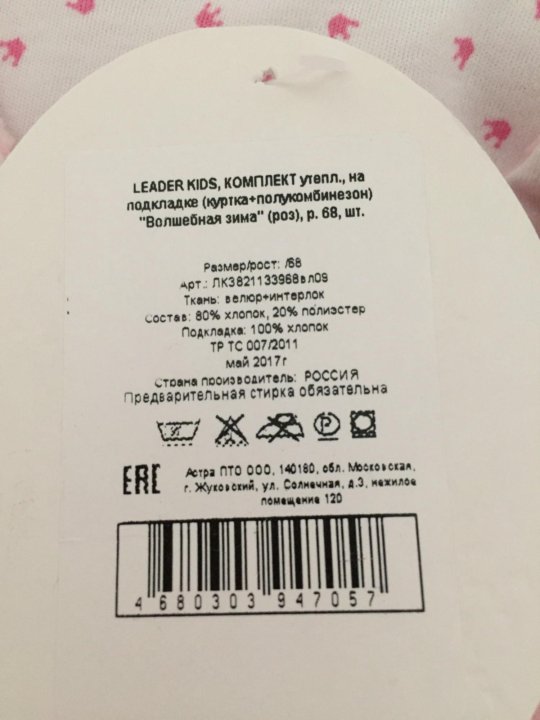 LEADER KIDS, КОМПЛЕКТ утепл., на
подкладке (куртка+полукомбинезон)
"Волшебная зима" (роз), р. 68, шт.
Размер/рост: /68
Арт.: ЛК3821133968вл09
Ткань: велюр+интерлок
Состав: 80% хлопок, 20% полиэстер
Подкладка: 100% хлопок
ТР ТС 007/2011
май 2017г
Страна производитель: РОССИЯ
Предварительная стирка обязательна
P
EAC
Астра ПТО ООО, 140180, обл. Московская,
г. Жуковский, ул. Солнечная, д.3, нежилое
помещение 120
4 680303 947057